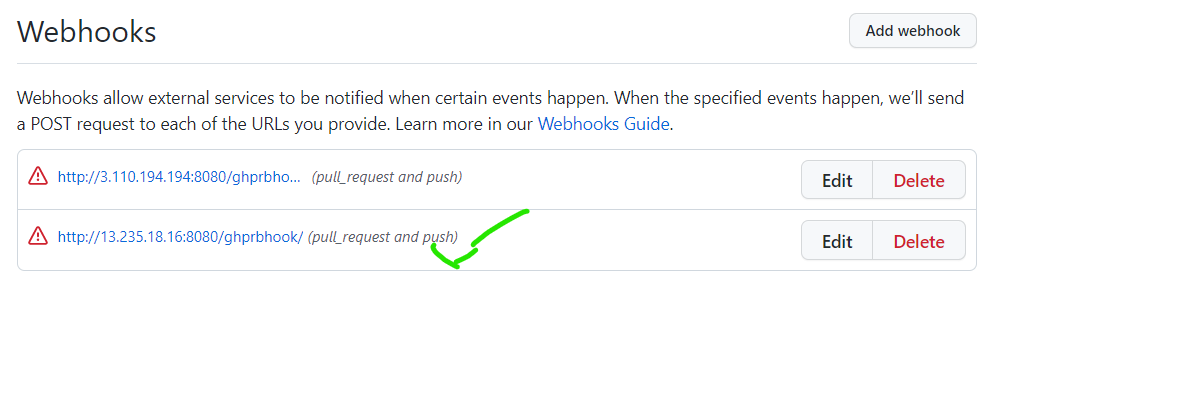 Webhooks
Add webhook
Webhooks allow external services to be notified when certain events happen. When the specified events happen, we’ll send
a POST request to each of the URLs you provide. Learn more in our Webhooks Guide.
http://3.110.194.194:8080/ghprbho... (pull_request and push)
Edit Delete
http://13.235.18.16:8080/ghprbhook/ (pull_request and push)
Edit Delete